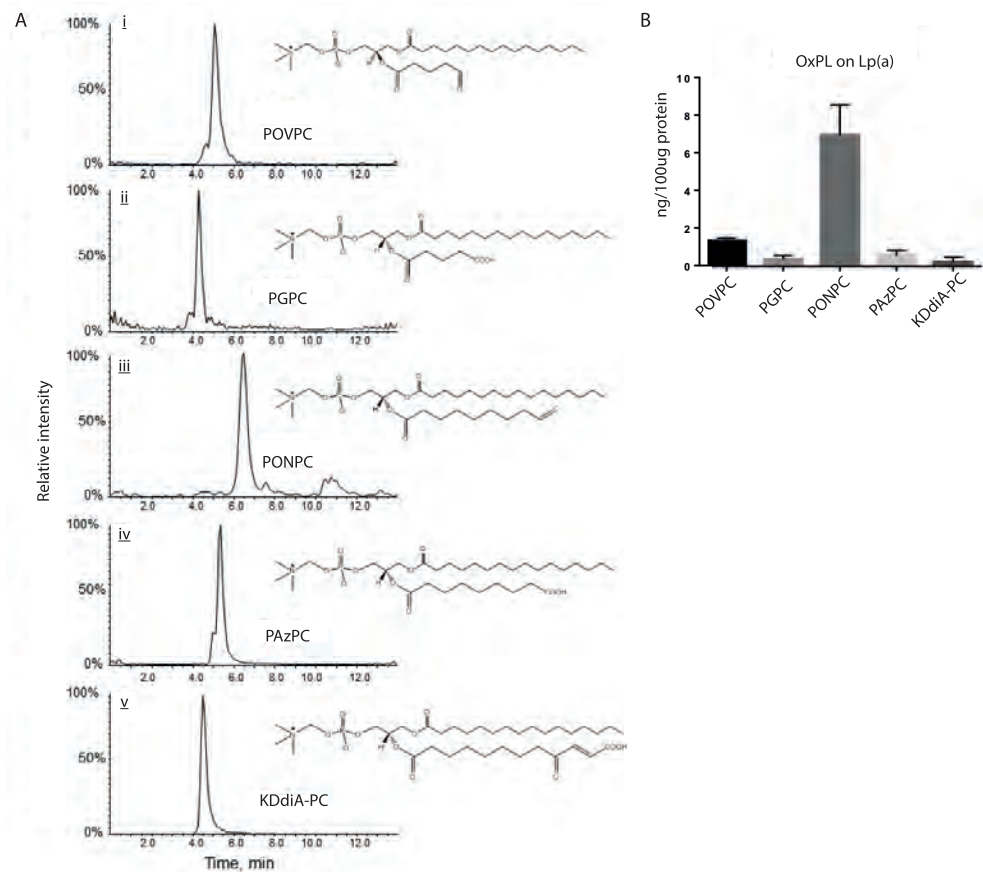 A
Relative intensity
i
100%
50%
0%
POVPC
2.0 4.0 6.0 8.0 10.0 12.0
ii
100%
50%
0%
COOH
PGPC
2.0 4.0 6.0 8.0 10.0 12.0
iii
100%
50%
0%
PONPC
2.0 4.0 6.0 8.0 10.0 12.0
iv
100%
50%
0%
COOH
PAzPC
2.0 4.0 6.0 8.0 10.0 12.0
v
100%
50%
0%
COOH
KDdiA-PC
2.0 4.0 6.0 8.0 10.0 12.0
Time, min
B
OxPL on Lp(a)
ng/100ug protein
10
8
6
4
2
0
POVPC PGPC PONPC PAzPC KDdiA-PC